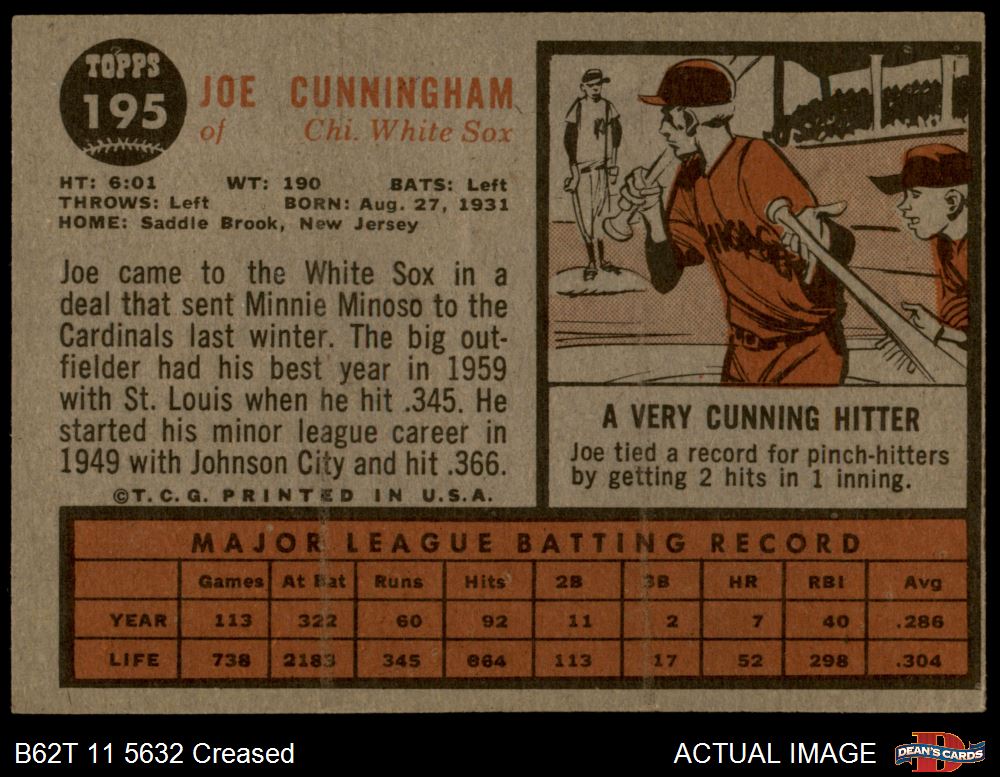 TOPPS
195
JOE CUNNINGHAM
of Chi. White Sox
HT: 6:01 WT: 190 BATS: Left
THROWS: Left BORN: Aug. 27, 1931
HOME: Saddle Brook, New Jersey
Joe came to the White Sox in a
deal that sent Minnie Minoso to the
Cardinals last winter. The big out-
fielder had his best year in 1959
with St. Louis when he hit .345. He
started his minor league career in
1949 with Johnson City and hit .366.
©T.C.G. PRINTED IN U.S.A.
A VERY CUNNING HITTER
Joe tied a record for pinch-hitters
by getting 2 hits in 1 inning.
MAJOR LEAGUE BATTING RECORD
Games At Bat Runs Hits 2B 3B HR RBI Avg
YEAR 113 322 60 92 11 2 7 40 .286
LIFE 738 2183 345 664 113 17 52 298 .304
B62T 11 5632 Creased
ACTUAL IMAGE
DEAN'S CARDS